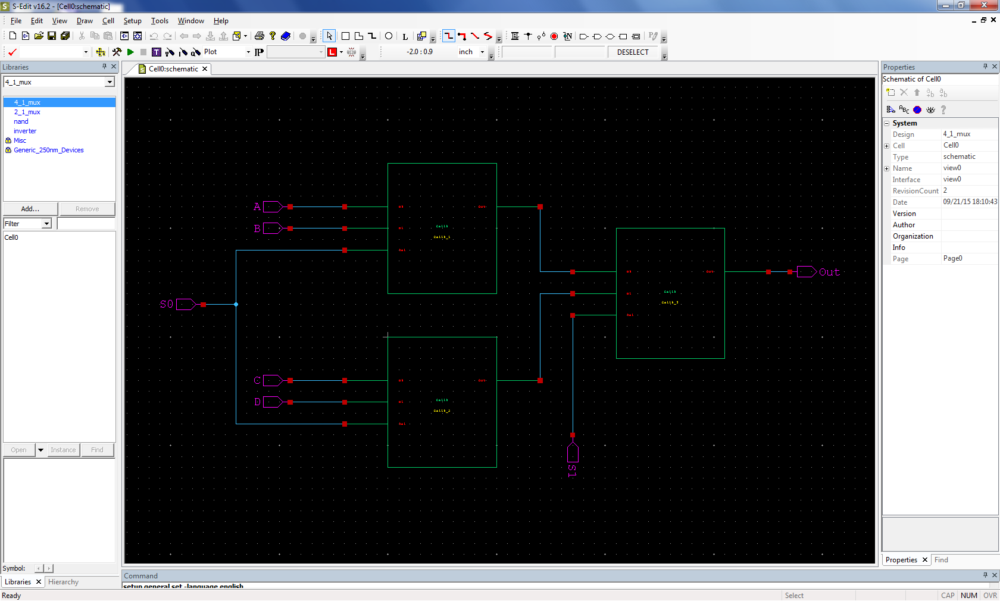 S-Edit v16.2 - [Cell0:schematic]
File Edit View Draw Cell Setup Tools Window Help
Plot
-2.0 : 0.9 inch DESELECT
Libraries
4_1_mux
4_1_mux
2_1_mux
nand
inverter
Misc
Generic_250nm_Devices
Add... Remove
Filter
Cell0
Open Instance Find
Symbol:
Libraries Hierarchy
Cell0:schematic
A
B
S0
C
D
Out
Out
Out
Out
S1
Command
setup general set -language english
Properties
Schematic of Cell0
System
Design 4_1_mux
Cell Cell0
Type schematic
Name view0
Interface view0
RevisionCount 2
Date 09/21/15 18:10:43
Version
Author
Organization
Info
Page Page0
Properties Find
Ready Select CAP NUM OVR